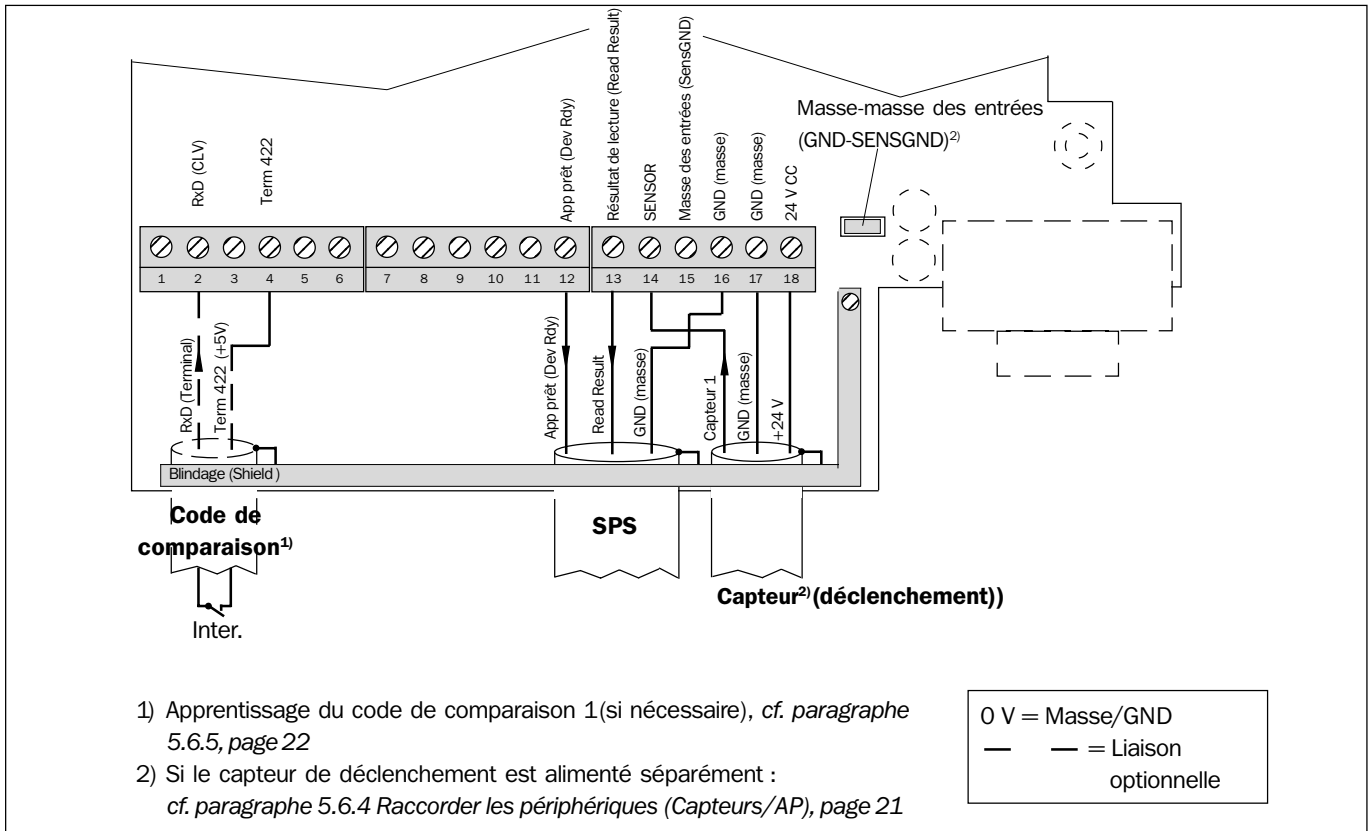 RxD (CLV)
Term 422
App prêt (Dev Rdy)
Résultat de lecture (Read Result)
SENSOR
Masse des entrées (SensGND)
GND (masse)
GND (masse)
24 V CC
Masse-masse des entrées
(GND-SENSGND)2)
1 2 3 4 5 6 7 8 9 10 11 12 13 14 15 16 17 18
RxD (Terminal)
Term 422 (+5V)
App prêt (Dev Rdy)
Read Result
GND (masse)
Capteur 1
GND (masse)
+24 V
Blindage (Shield )
Code de
comparaison1)
SPS
Capteur2) (déclenchement))
Inter.
1) Apprentissage du code de comparaison 1(si nécessaire), cf. paragraphe
5.6.5, page 22
2) Si le capteur de déclenchement est alimenté séparément :
cf. paragraphe 5.6.4 Raccorder les périphériques (Capteurs/AP), page 21
0 V = Masse/GND
— — = Liaison
optionnelle